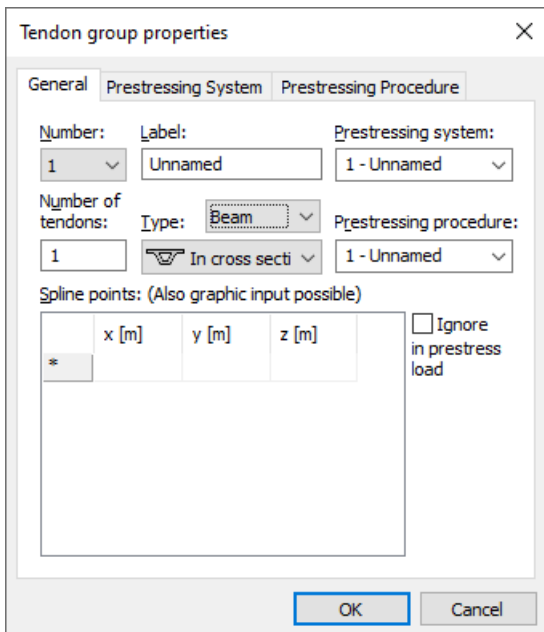 Tendon group properties
General Prestressing System Prestressing Procedure
Number: Label: Prestressing system:
1 Unnamed 1 - Unnamed
Number of
tendons: Type: Beam Prestressing procedure:
1 In cross secti 1 - Unnamed
Spline points: (Also graphic input possible)
x [m] y [m] z [m] Ignore
in prestress
* load
OK Cancel